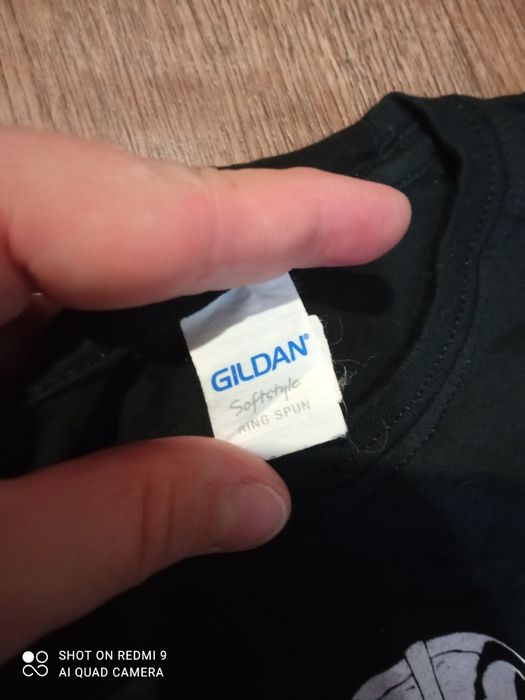 GILDAN®
Softstyle
RING SPUN
SHOT ON REDMI 9
AI QUAD CAMERA